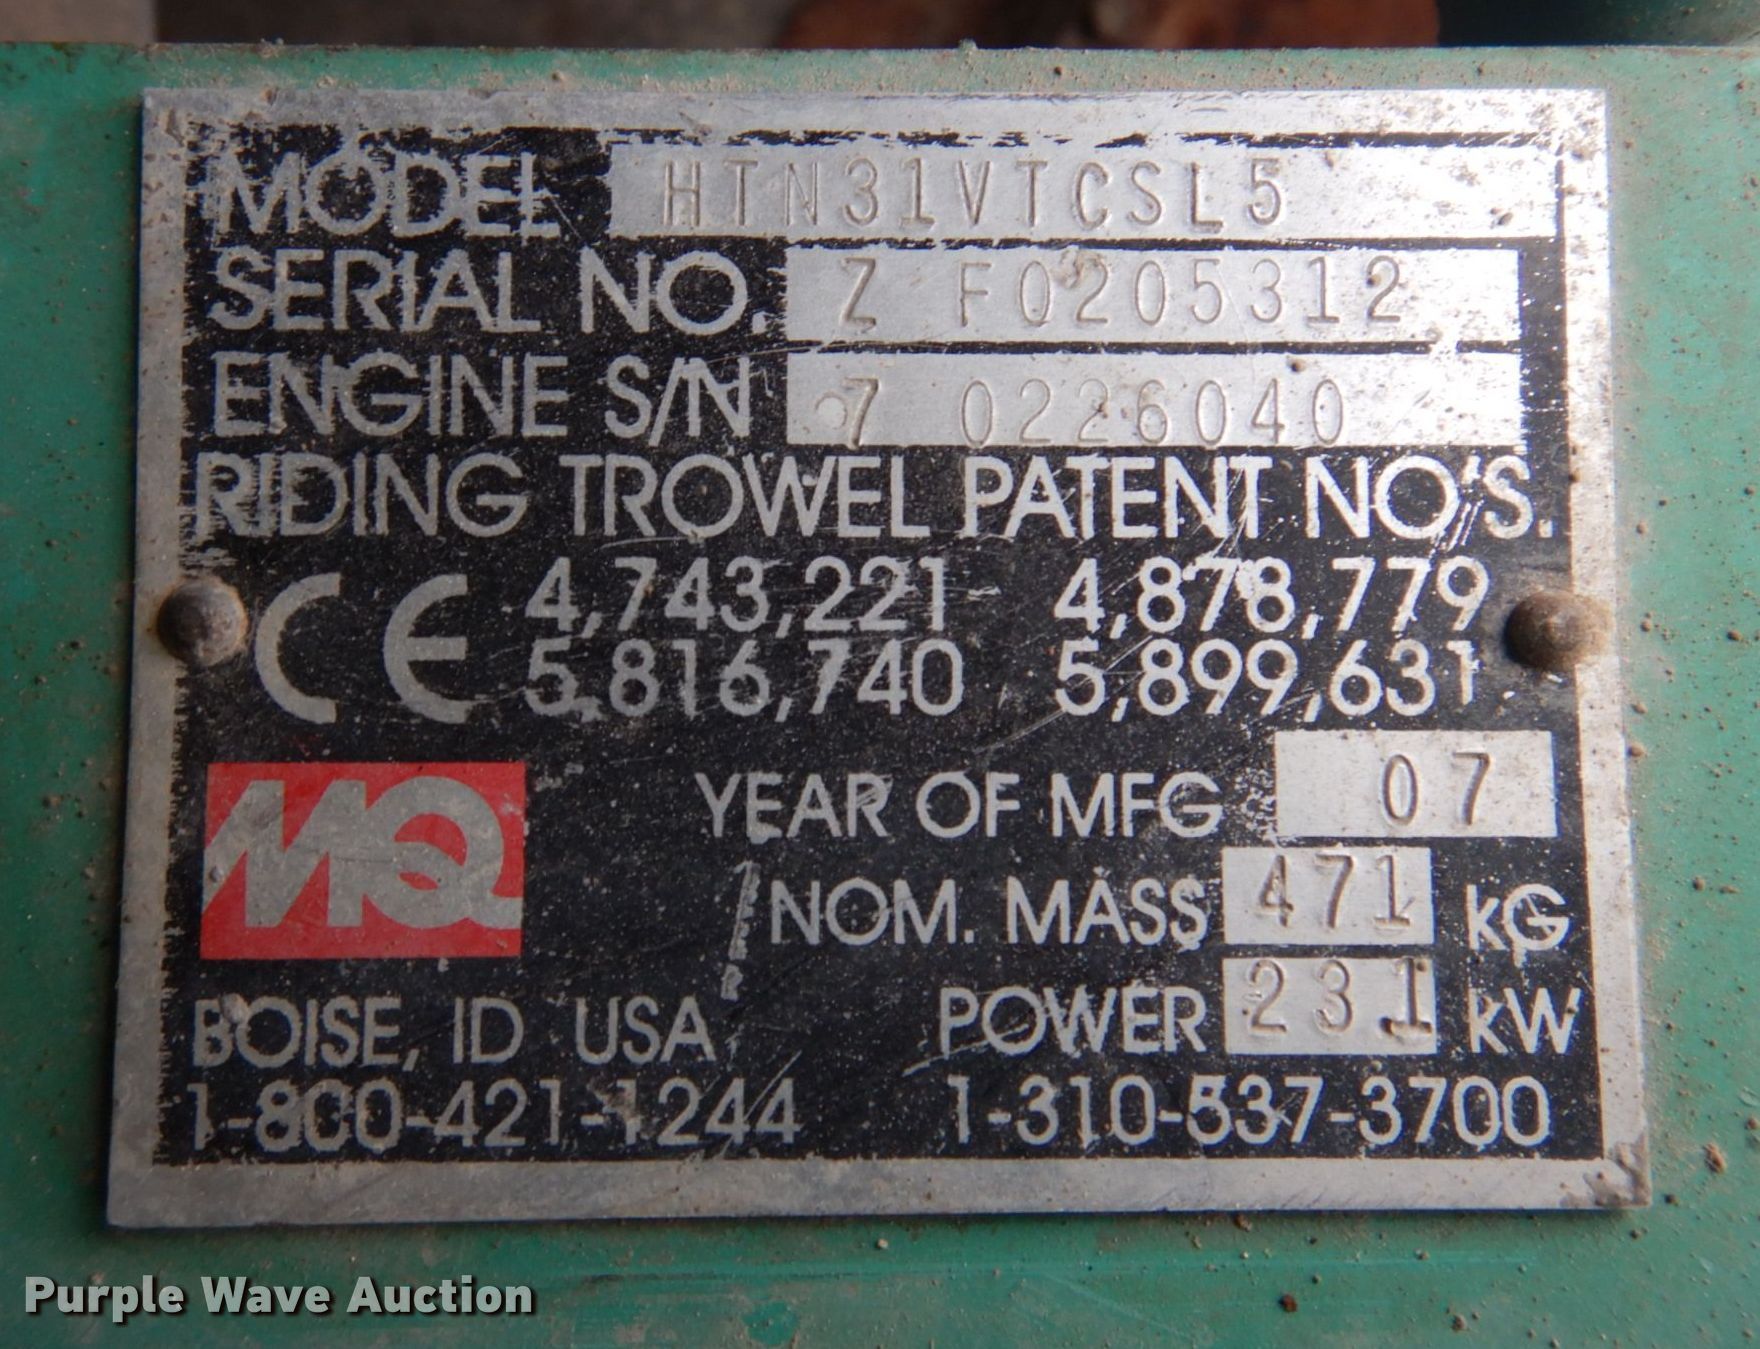 MODEL HTN31VTCSL5
SERIAL NO. Z F0205312
ENGINE S/N 7 0226040
RIDING TROWEL PATENT NO'S.
CE 4,743,221 4,878,779
5,816,740 5,899,631
MQ
YEAR OF MFG 07
NOM. MASS 471 KG
BOISE, ID USA POWER 231 KW
1-800-421-1244 1-310-537-3700
Purple Wave Auction